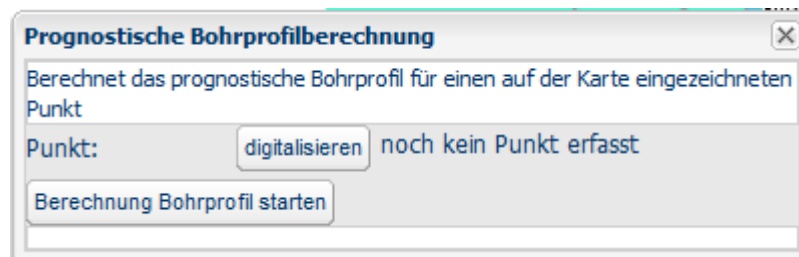 Prognostische Bohrprofilberechnung
Berechnet das prognostische Bohrprofil für einen auf der Karte eingezeichneten
Punkt
Punkt: digitalisieren noch kein Punkt erfasst
Berechnung Bohrprofil starten